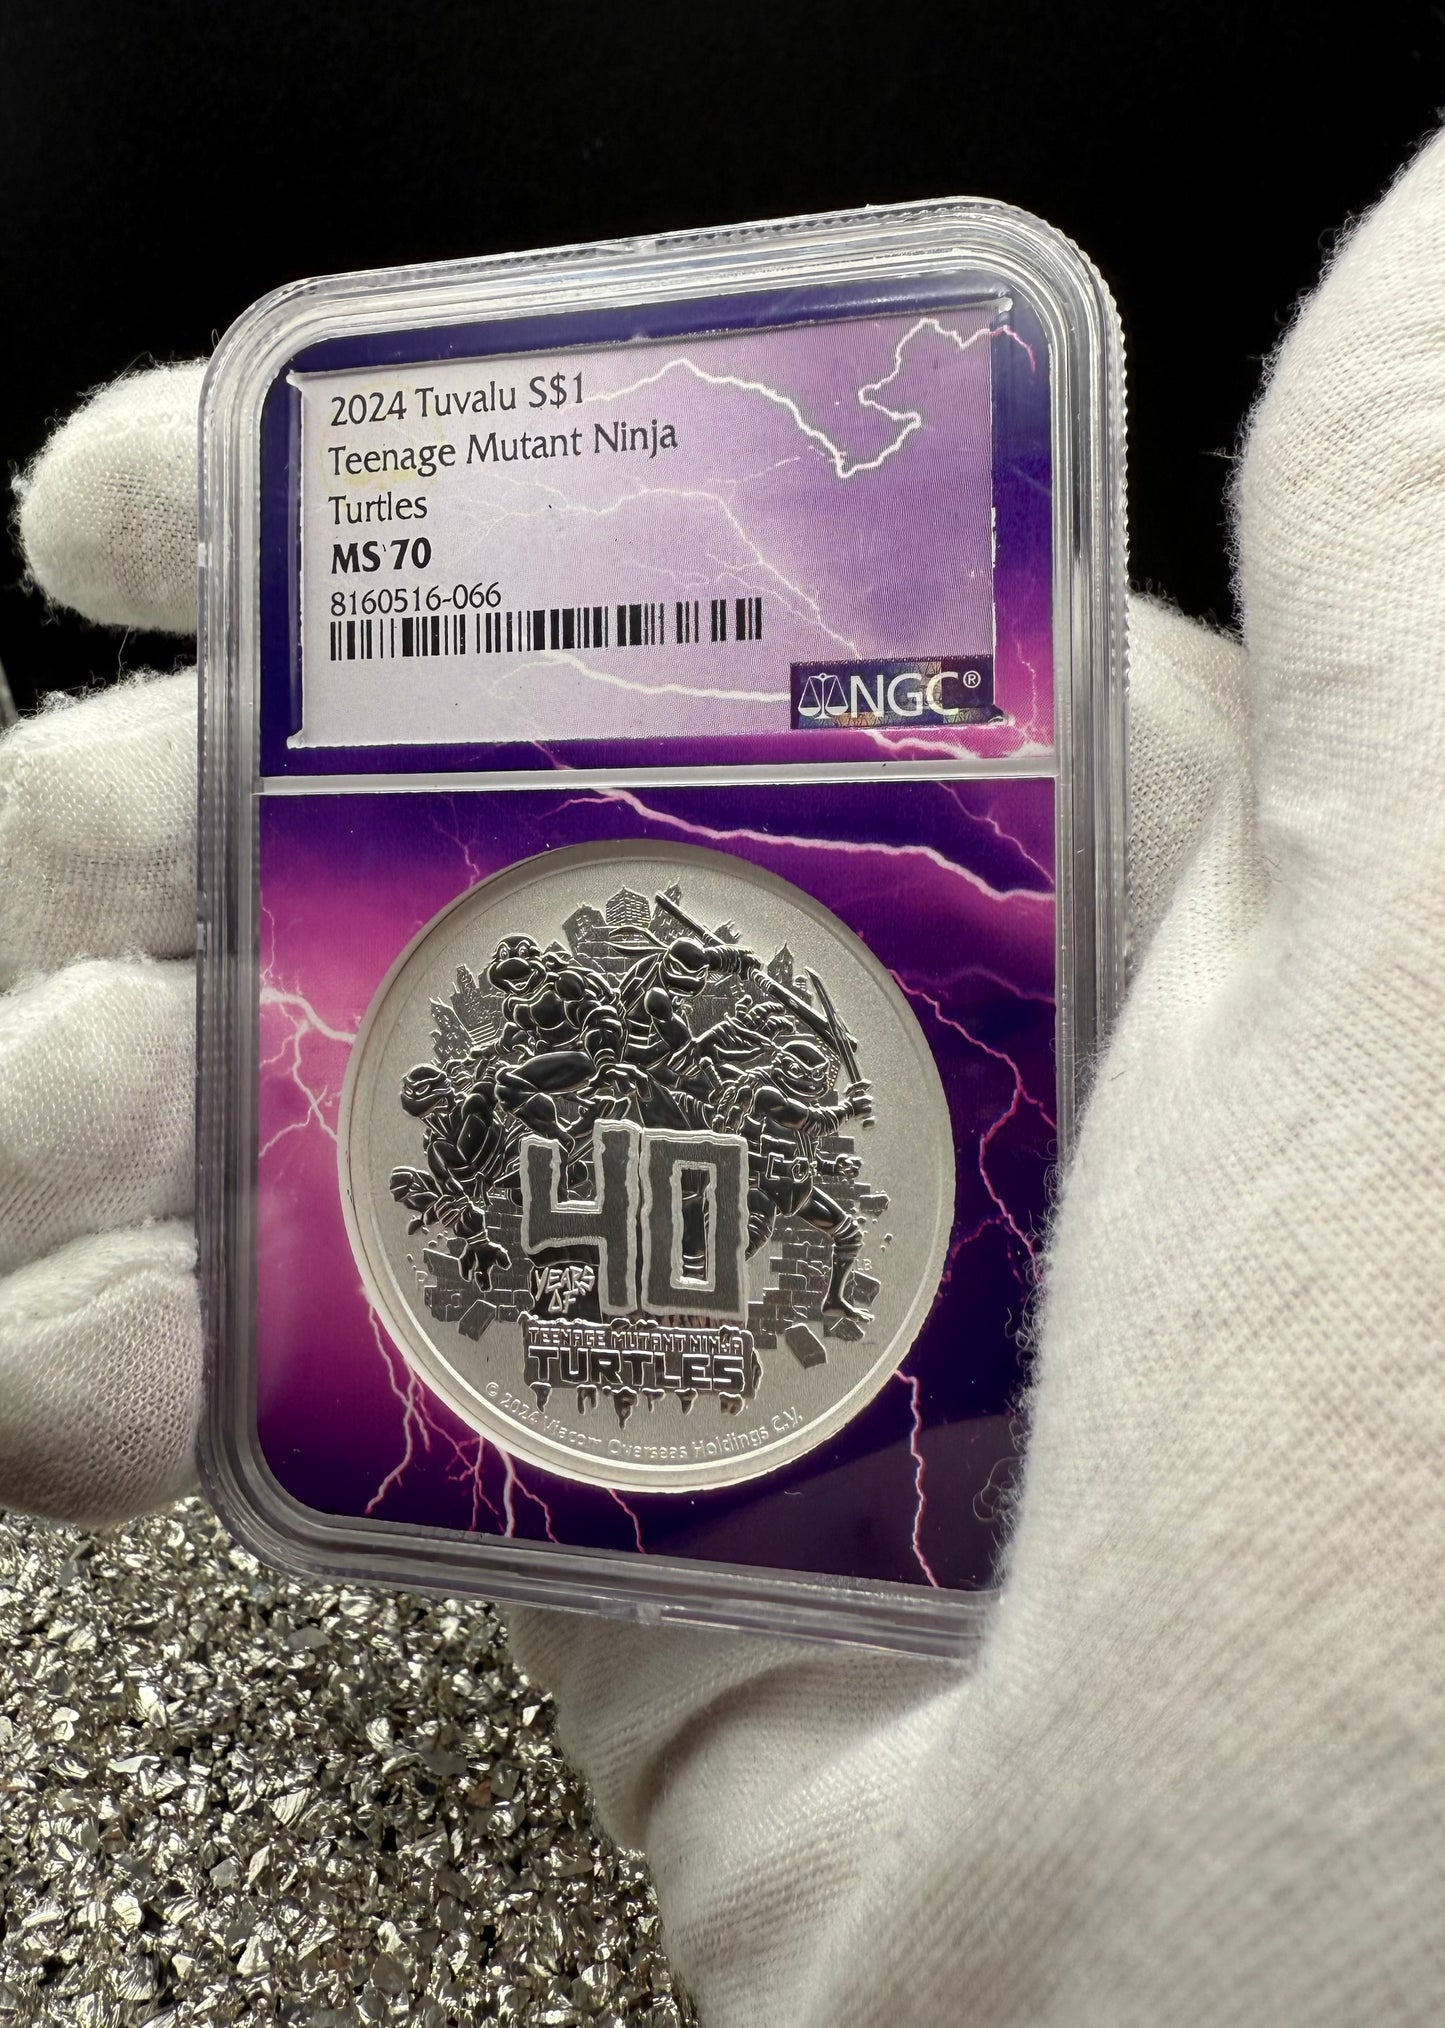 2024 Tuvalu S$1
Teenage Mutant Ninja
Turtles
MS 70
8160516-066
NGC®
40
YEARS
OF
TEENAGE MUTANT NINJA
TURTLES
LB
© 2024 Viacom Overseas Holdings C.V.